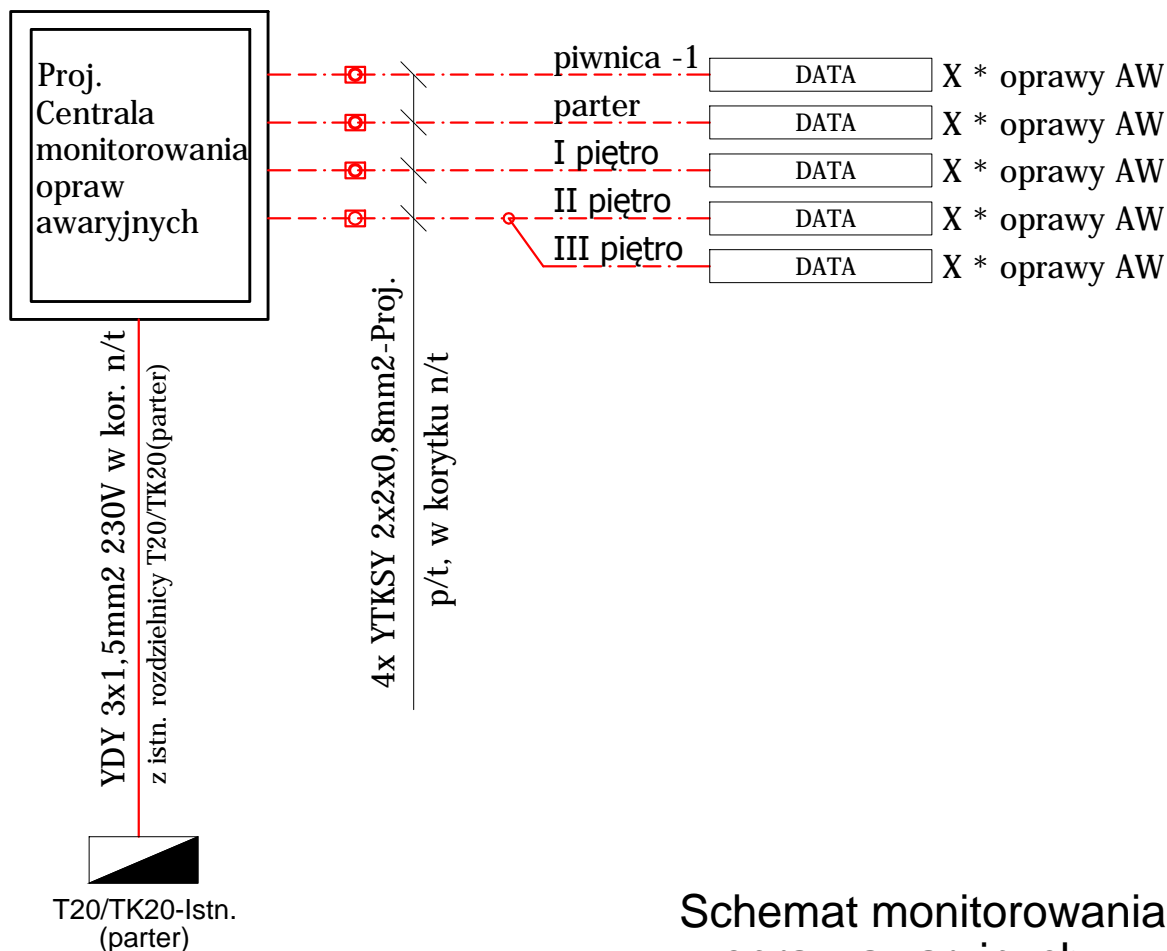 Proj.
Centrala
monitorowania
opraw
awaryjnych
piwnica -1
DATA
X * oprawy AW
parter
DATA
X * oprawy AW
I piętro
DATA
X * oprawy AW
II piętro
DATA
X * oprawy AW
III piętro
DATA
X * oprawy AW
YDY 3x1,5mm2 230V w kor. n/t
z istn. rozdzielnicy T20/TK20(parter)
4x YTKSY 2x2x0,8mm2-Proj.
p/t, w korytku n/t
T20/TK20-Istn.
(parter)
Schemat monitorowania